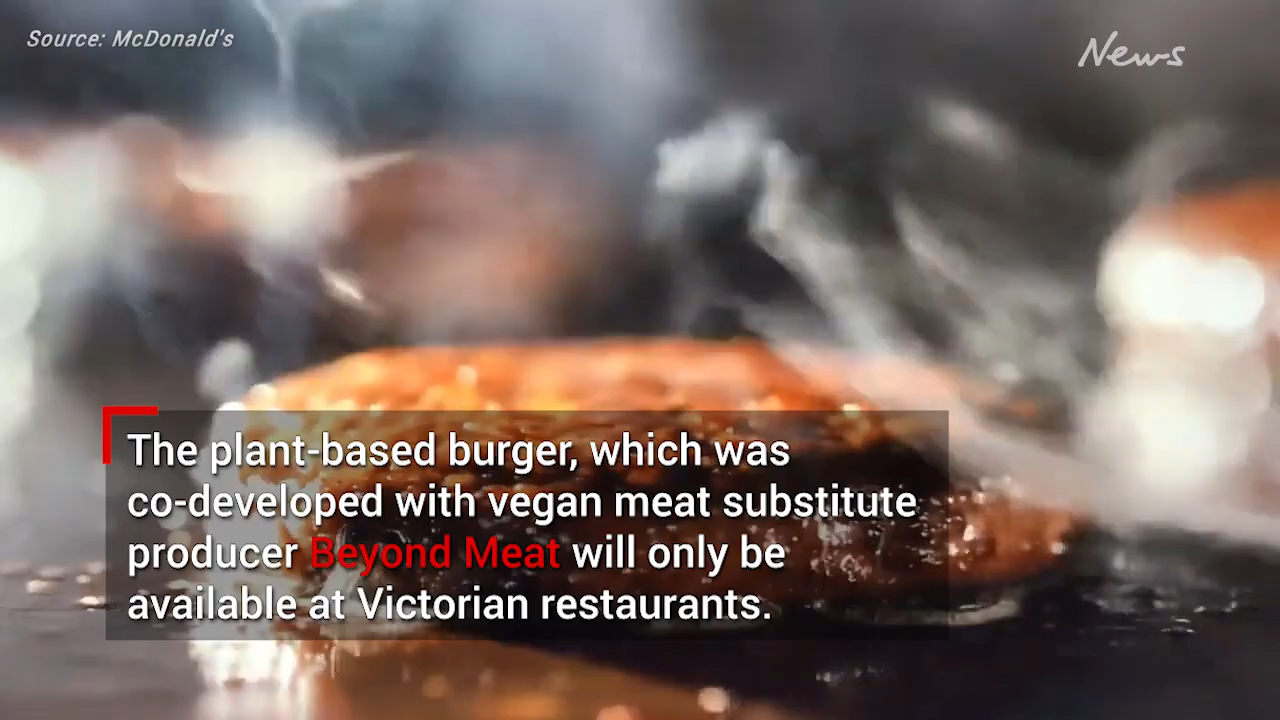 Source: McDonald's
News
The plant-based burger, which was
co-developed with vegan meat substitute
producer Beyond Meat will only be
available at Victorian restaurants.